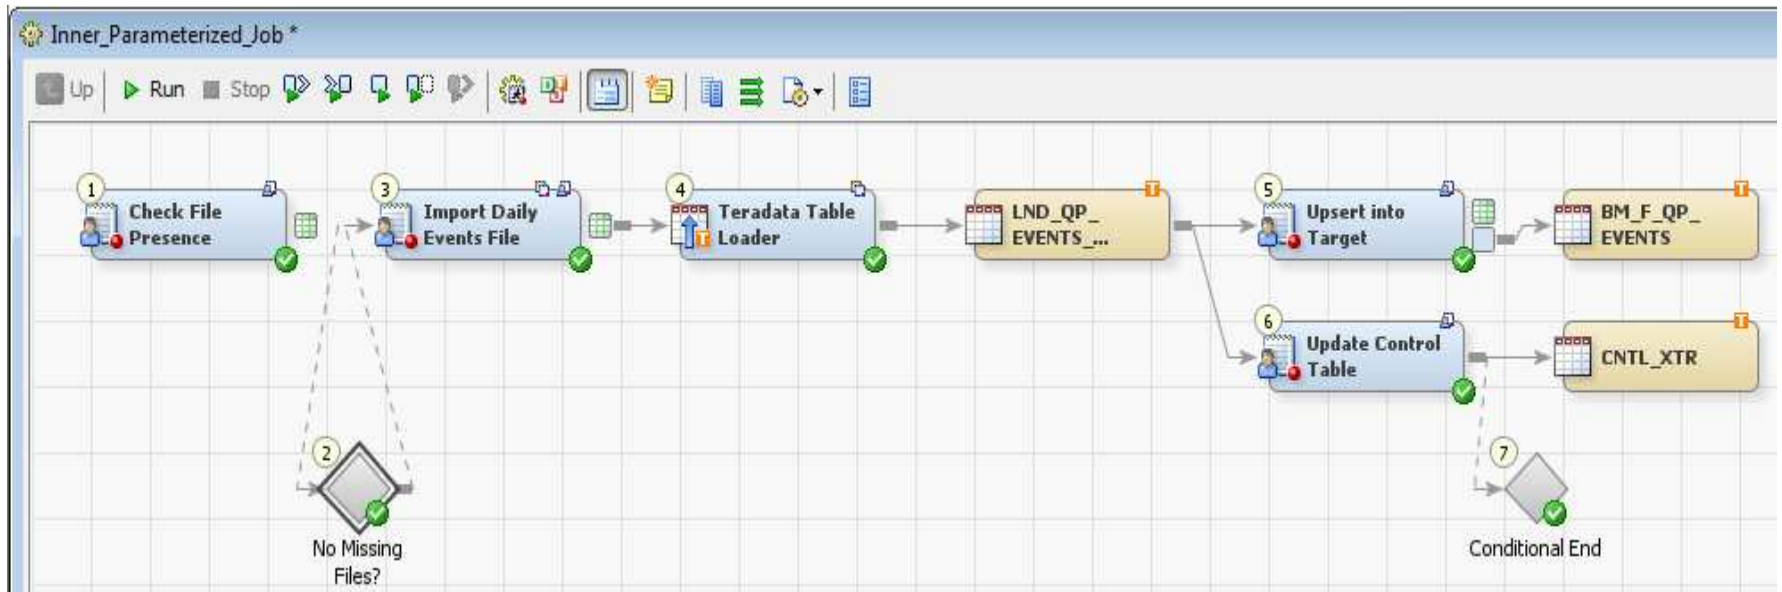 Inner_Parameterized_Job *
Up Run Stop
1
Check File
Presence
3
Import Daily
Events File
4
Teradata Table
Loader
T
LND_QP_
EVENTS_...
T
5
Upsert into
Target
BM_F_QP_
EVENTS
T
6
Update Control
Table
CNTL_XTR
T
2
No Missing
Files?
7
Conditional End